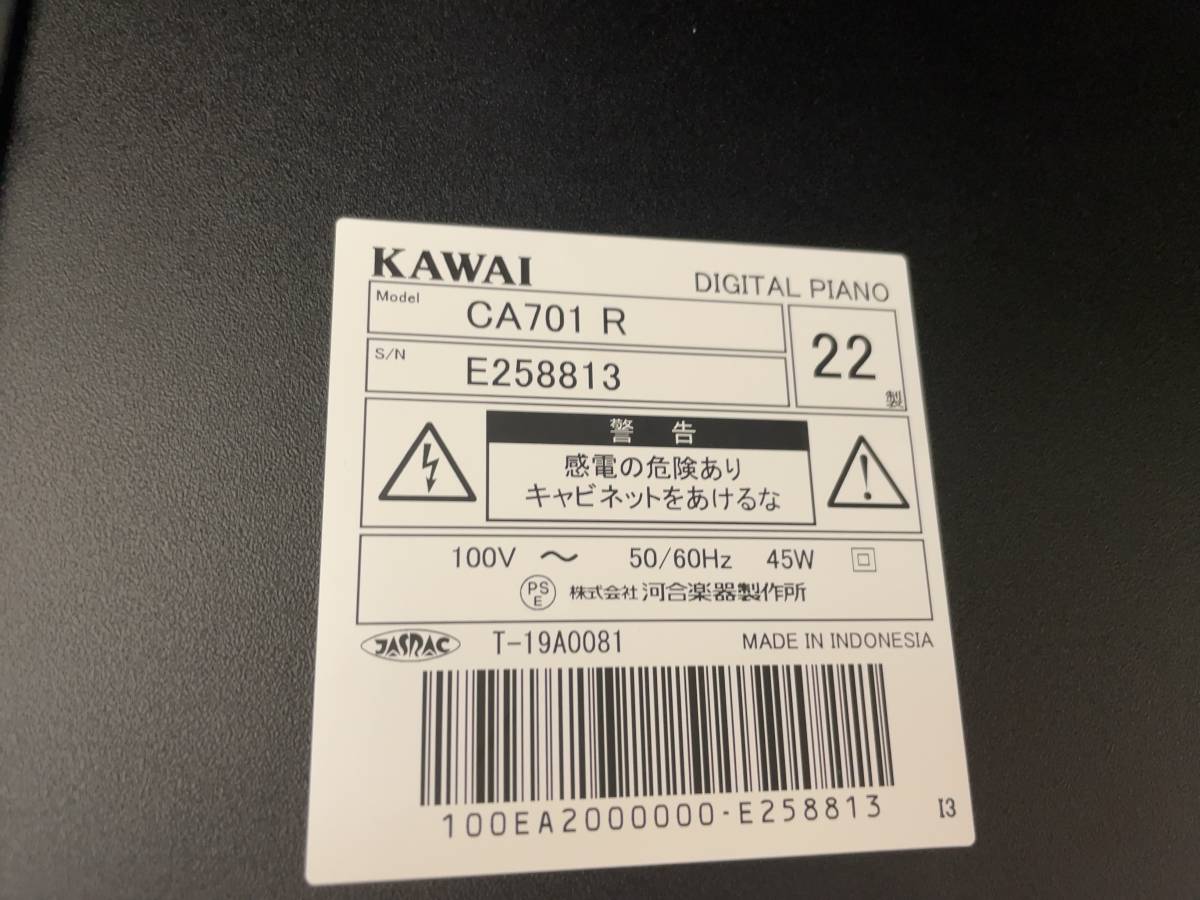 KAWAI
DIGITAL PIANO
Model
CA701 R
S/N
E258813
22
製
警 告
感電の危険あり
キャビネットをあけるな
100V ～ 50/60Hz 45W
PS
E
株式会社 河合楽器製作所
JASRAC
T-19A0081
MADE IN INDONESIA
100EA2000000-E258813
I3